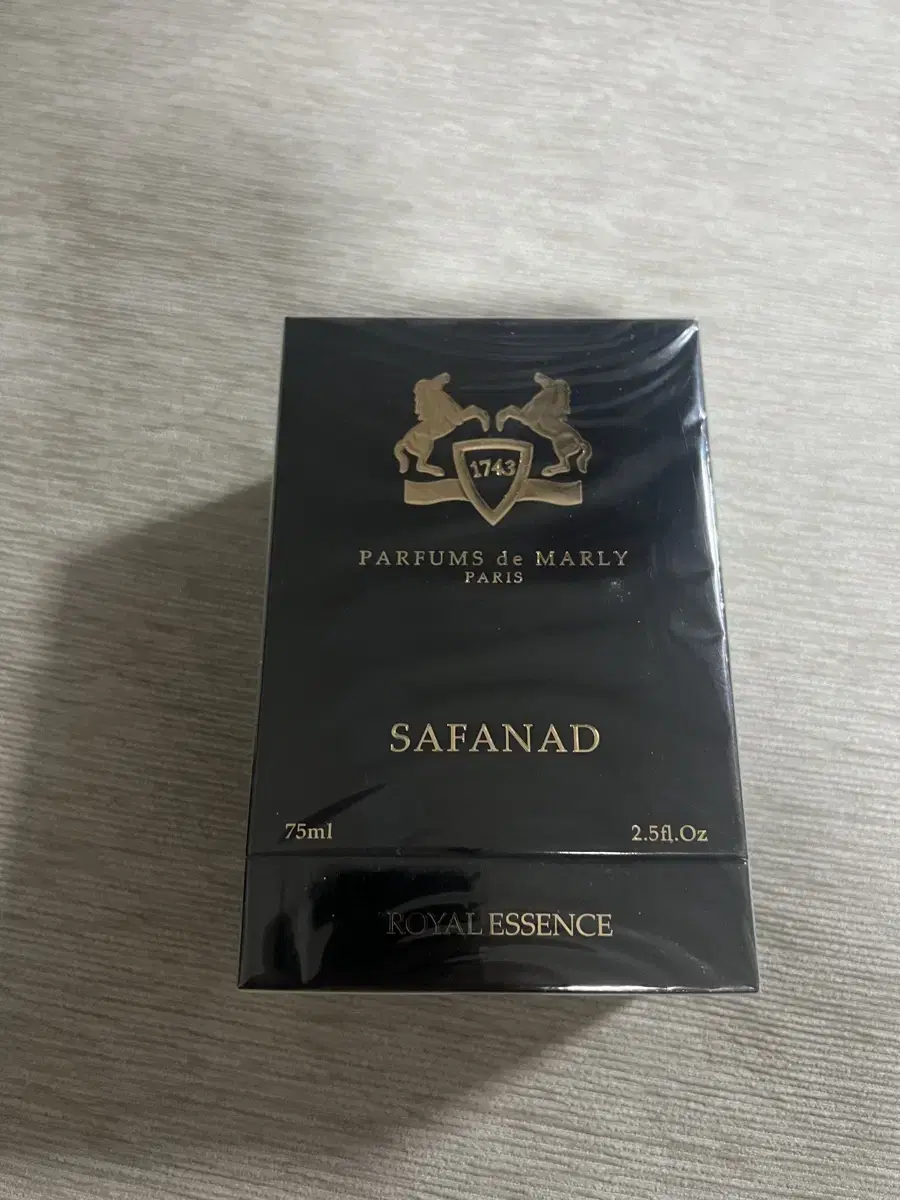 1743
PARFUMS de MARLY
PARIS
SAFANAD
75ml 2.5fl.Oz
ROYAL ESSENCE